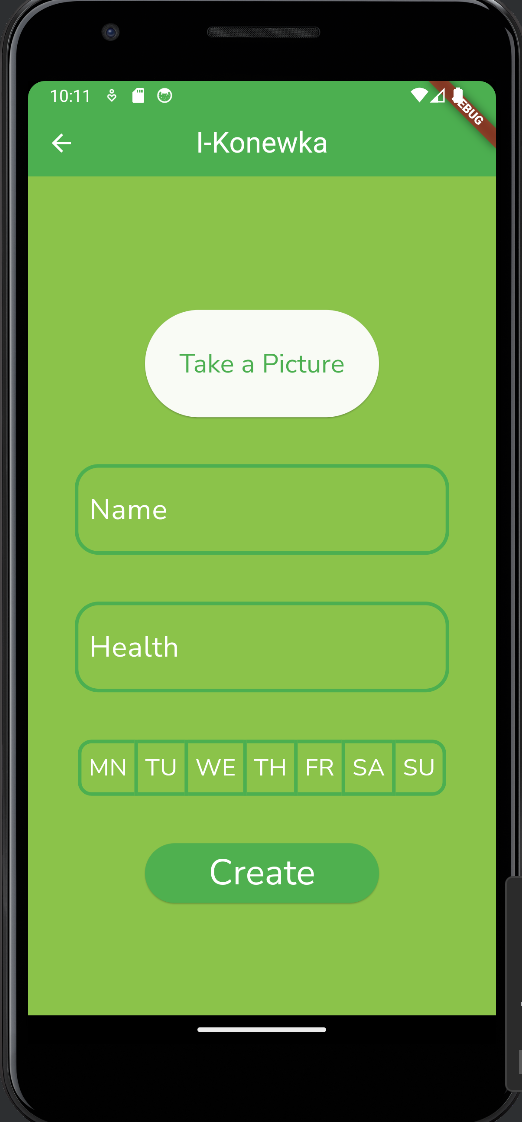 10:11
DEBUG
I-Konewka
Take a Picture
Name
Health
MN TU WE TH FR SA SU
Create